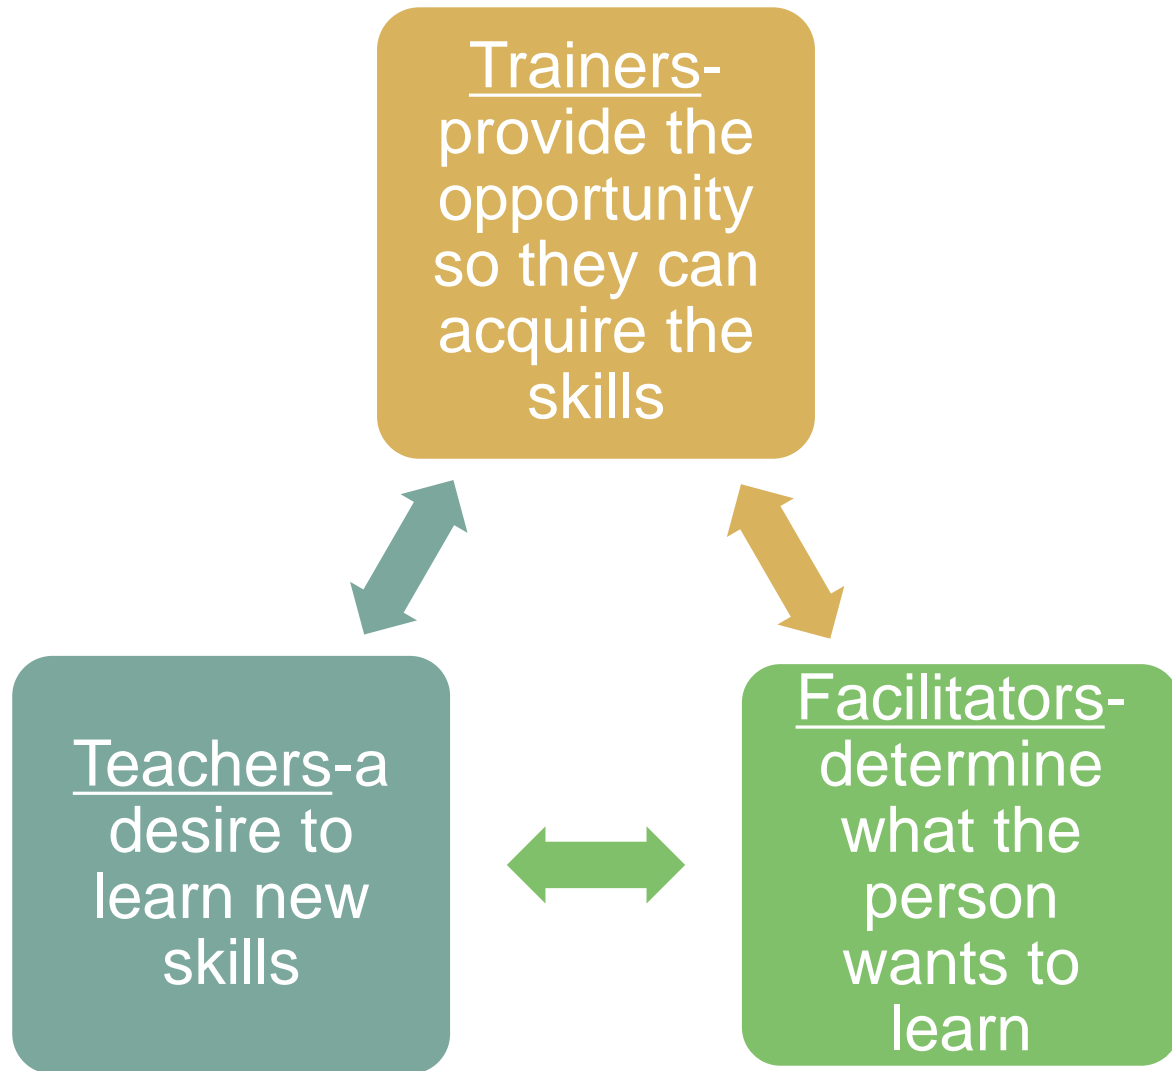 Trainers-
provide the
opportunity
so they can
acquire the
skills
Teachers-a
desire to
learn new
skills
Facilitators-
determine
what the
person
wants to
learn